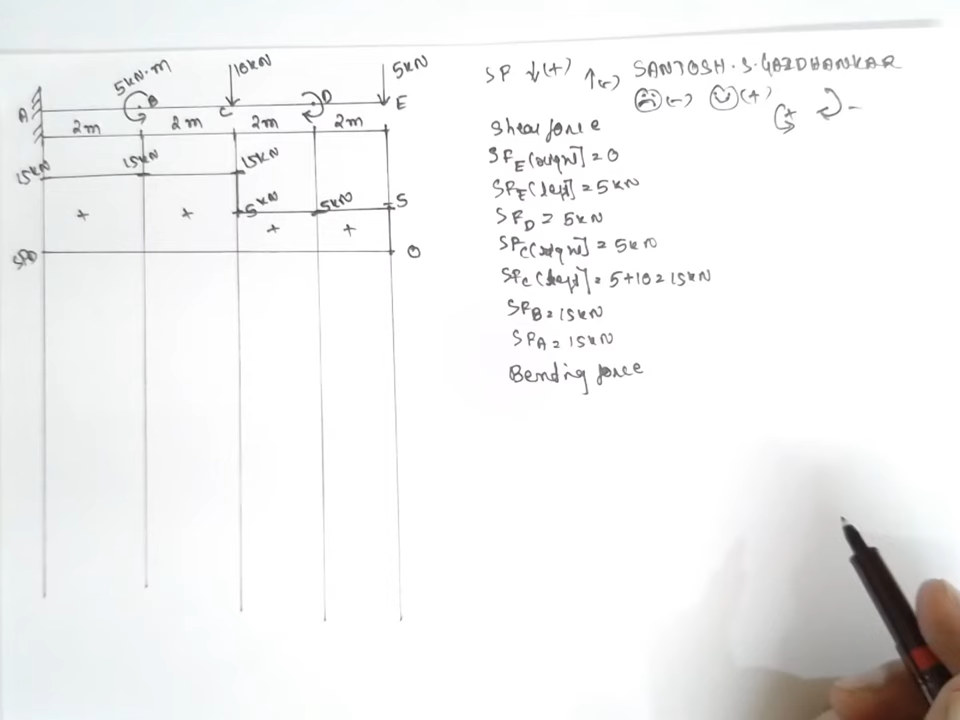 5kN·m
10kN
5kN
A
B
C
D
E
2m 2m 2m 2m
15kN 15kN 15kN
5kN 5kN 5
+ + + +
SFD 0
SF ↓(+) ↑(-) SANTOSH.S.GAIDHANKAR
(-) (+)
+ -
Shear force
SFE(right] = 0
SFE(left] = 5kN
SFD = 5kN
SFC(right] = 5kN
SFC(left] = 5+10=15kN
SFB=15kN
SFA=15kN
Bending force